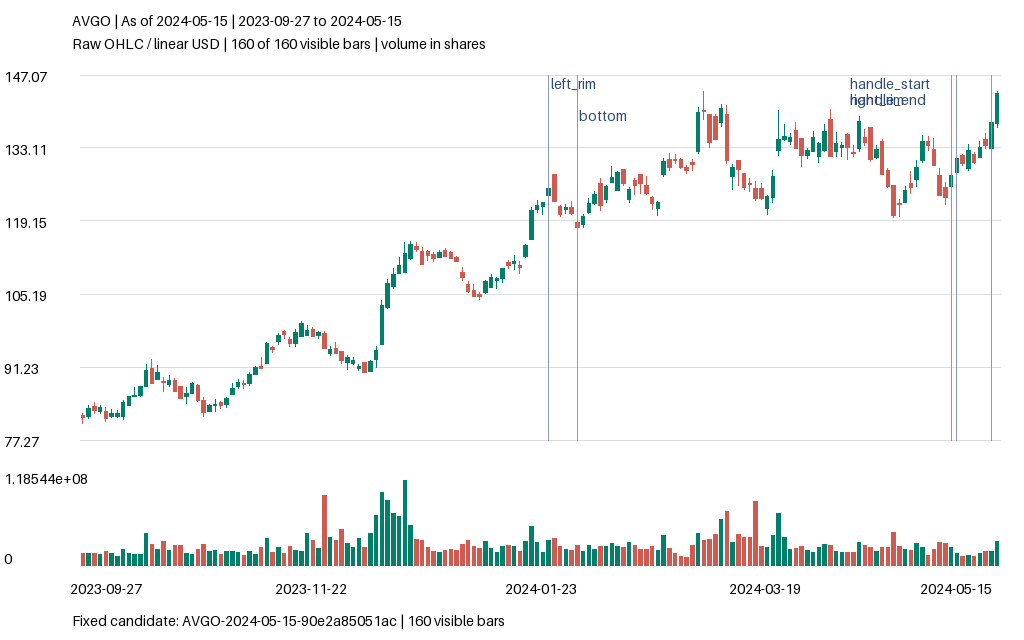 AVGO | As of 2024-05-15 | 2023-09-27 to 2024-05-15
Raw OHLC / linear USD | 160 of 160 visible bars | volume in shares
147.07
left_rim
handle_start
handle_end
right_rim
bottom
133.11
119.15
105.19
91.23
77.27
1.18544e+08
0
2023-09-27
2023-11-22
2024-01-23
2024-03-19
2024-05-15
Fixed candidate: AVGO-2024-05-15-90e2a85051ac | 160 visible bars